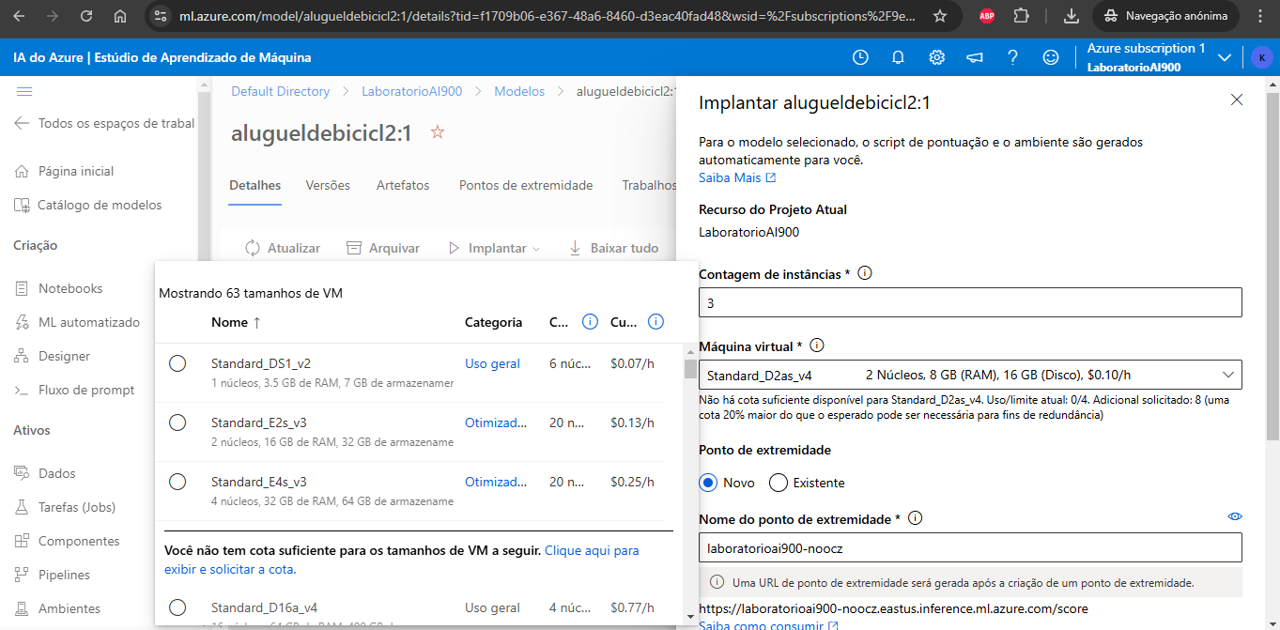 ml.azure.com/model/alugueldebicicl2:1/details?tid=f1709b06-e367-48a6-8460-d3eac40fad48&wsid=%2Fsubscriptions%2F9e...
ABP
Navegação anónima
IA do Azure | Estúdio de Aprendizado de Máquina
Azure subscription 1
LaboratorioAI900
K
Todos os espaços de trabal
Página inicial
Catálogo de modelos
Criação
Notebooks
ML automatizado
Designer
Fluxo de prompt
Ativos
Dados
Tarefas (Jobs)
Componentes
Pipelines
Ambientes
Default Directory > LaboratorioAI900 > Modelos > alugueldebicicl2:1
alugueldebicicl2:1
Detalhes Versões Artefatos Pontos de extremidade Trabalhos
Atualizar Arquivar Implantar Baixar tudo
Mostrando 63 tamanhos de VM
Nome ↑ Categoria C... Cu...
Standard_DS1_v2 Uso geral 6 núc... $0.07/h
1 núcleos, 3.5 GB de RAM, 7 GB de armazenamer
Standard_E2s_v3 Otimizad... 20 n... $0.13/h
2 núcleos, 16 GB de RAM, 32 GB de armazename
Standard_E4s_v3 Otimizad... 20 n... $0.25/h
4 núcleos, 32 GB de RAM, 64 GB de armazename
Você não tem cota suficiente para os tamanhos de VM a seguir. Clique aqui para
exibir e solicitar a cota.
Standard_D16a_v4 Uso geral 4 núc... $0.77/h
Implantar alugueldebicicl2:1
Para o modelo selecionado, o script de pontuação e o ambiente são gerados
automaticamente para você.
Saiba Mais
Recurso do Projeto Atual
LaboratorioAI900
Contagem de instâncias *
3
Máquina virtual *
Standard_D2as_v4 2 Núcleos, 8 GB (RAM), 16 GB (Disco), $0.10/h
Não há cota suficiente disponível para Standard_D2as_v4. Uso/limite atual: 0/4. Adicional solicitado: 8 (uma
cota 20% maior do que o esperado pode ser necessária para fins de redundância)
Ponto de extremidade
Novo Existente
Nome do ponto de extremidade *
laboratorioai900-noocz
Uma URL de ponto de extremidade será gerada após a criação de um ponto de extremidade.
https://laboratorioai900-noocz.eastus.inference.ml.azure.com/score
Saiba como consumir